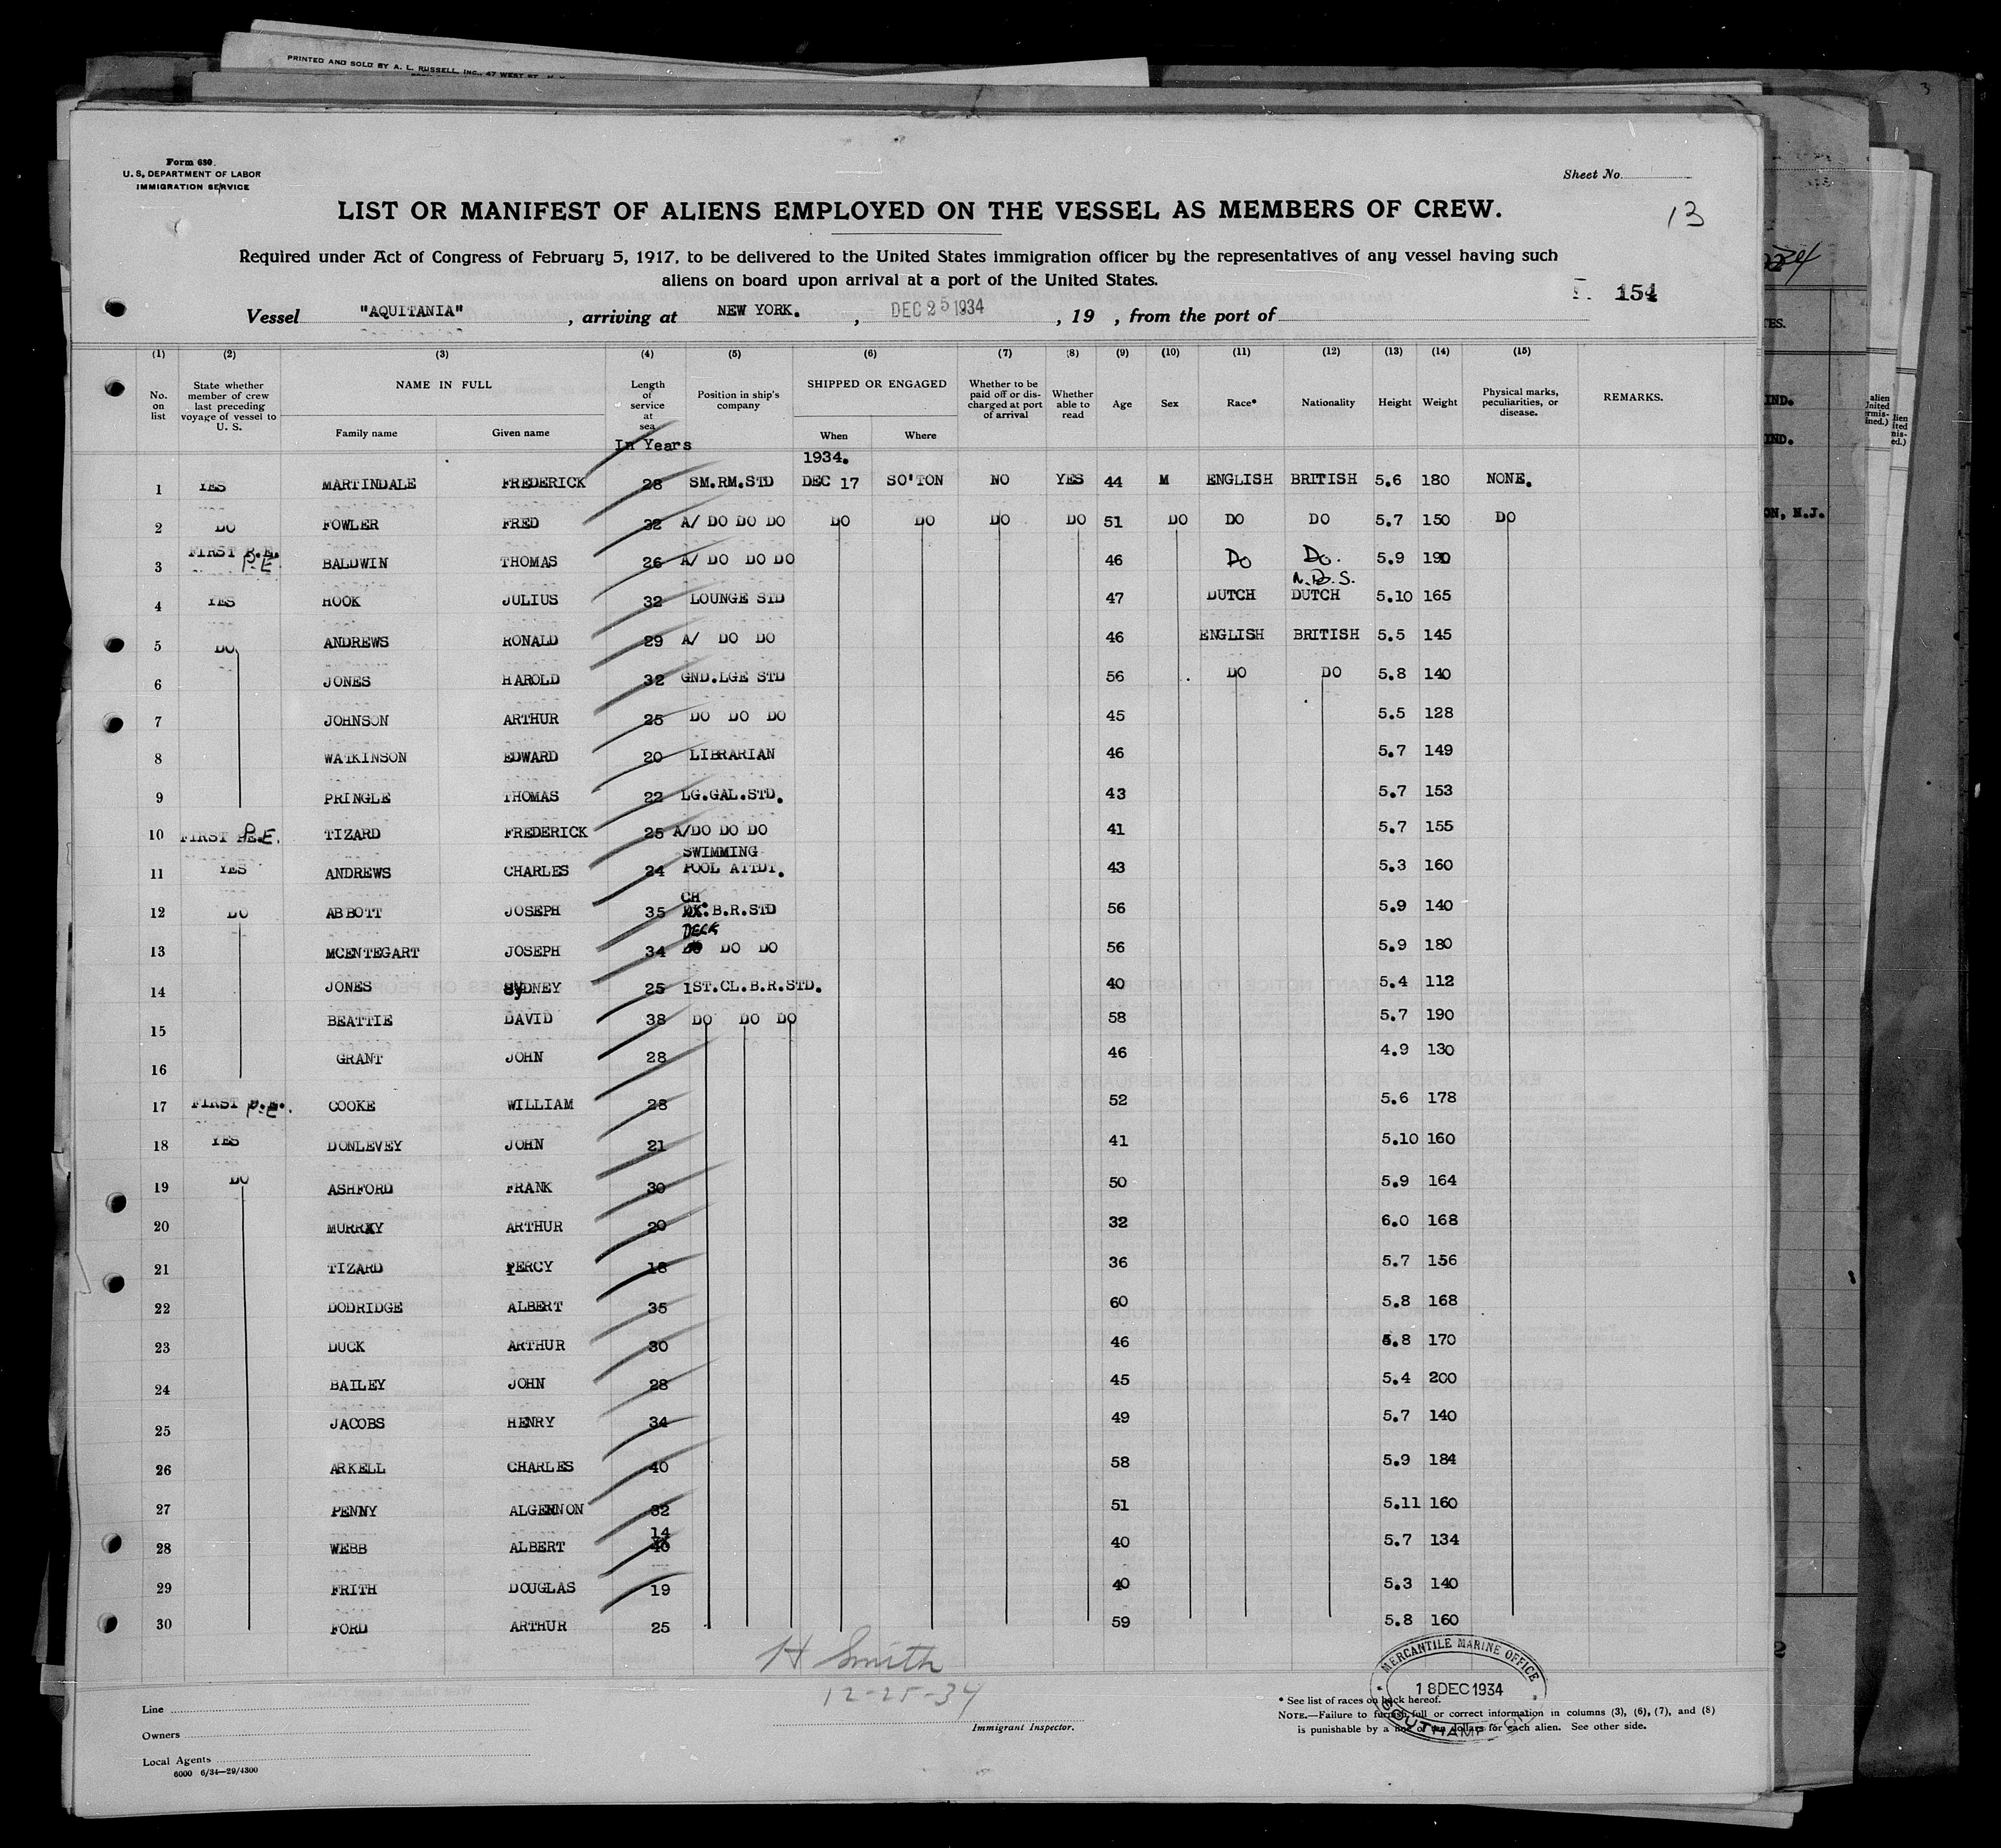 PRINTED AND SOLD BY A. L. RUSSELL, INC., 47 WEST ST.
3
Form 680
U. S. DEPARTMENT OF LABOR
IMMIGRATION SERVICE
Sheet No.
LIST OR MANIFEST OF ALIENS EMPLOYED ON THE VESSEL AS MEMBERS OF CREW.
13
Required under Act of Congress of February 5, 1917, to be delivered to the United States immigration officer by the representatives of any vessel having such
aliens on board upon arrival at a port of the United States.
154
Vessel "AQUITANIA", arriving at NEW YORK., DEC 25 1934, 19 , from the port of
(1) (2) (3) (4) (5) (6) (7) (8) (9) (10) (11) (12) (13) (14) (15)
No. on list State whether member of crew last preceding voyage of vessel to U. S. NAME IN FULL Family name Given name Length of service at sea In Years Position in ship's company SHIPPED OR ENGAGED When Where Whether to be paid off or discharged at port of arrival Whether able to read Age Sex Race* Nationality Height Weight Physical marks, peculiarities, or disease. REMARKS.
1934.
1 YES MARTINDALE FREDERICK 28 SM.RM.STD DEC 17 SO'TON NO YES 44 M ENGLISH BRITISH 5.6 180 NONE.
2 DO FOWLER FRED 32 A/ DO DO DO DO DO DO DO 51 DO DO DO 5.7 150 DO
3 FIRST P.E. P.E. BALDWIN THOMAS 26 A/ DO DO DO 46 Do Do. 5.9 190
4 YES HOOK JULIUS 32 LOUNGE STD 47 DUTCH DUTCH 5.10 165
5 DO ANDREWS RONALD 29 A/ DO DO 46 ENGLISH BRITISH 5.5 145
6 JONES HAROLD 32 GND.LGE STD 56 DO DO 5.8 140
7 JOHNSON ARTHUR 25 DO DO DO 45 5.5 128
8 WATKINSON EDWARD 20 LIBRARIAN 46 5.7 149
9 PRINGLE THOMAS 22 LG.GAL.STD. 43 5.7 153
10 FIRST P.E. TIZARD FREDERICK 25 A/DO DO DO 41 5.7 155
11 YES ANDREWS CHARLES 24 SWIMMING POOL ATTDT. 43 5.3 160
12 DO ABBOTT JOSEPH 35 CH B.R.STD 56 5.9 140
13 MCENTEGART JOSEPH 34 DECK DO DO 56 5.9 180
14 JONES SYDNEY 25 1ST.CL.B.R.STD. 40 5.4 112
15 BEATTIE DAVID 38 DO DO DO 58 5.7 190
16 GRANT JOHN 28 46 4.9 130
17 FIRST P.E. COOKE WILLIAM 28 52 5.6 178
18 YES DONLEVEY JOHN 21 41 5.10 160
19 DO ASHFORD FRANK 30 50 5.9 164
20 MURRAY ARTHUR 20 32 6.0 168
21 TIZARD PERCY 18 36 5.7 156
22 DODRIDGE ALBERT 35 60 5.8 168
23 DUCK ARTHUR 30 46 5.8 170
24 BAILEY JOHN 28 45 5.4 200
25 JACOBS HENRY 34 49 5.7 140
26 ARKELL CHARLES 40 58 5.9 184
27 PENNY ALGERNON 32 51 5.11 160
28 WEBB ALBERT 14 40 5.7 134
29 FRITH DOUGLAS 19 40 5.3 140
30 FORD ARTHUR 25 59 5.8 160
H Smith
12-25-34
Immigrant Inspector.
MERCANTILE MARINE OFFICE
18 DEC 1934
SOUTHAMPTON
Line
Owners
Local Agents
6000 6/34—29/4300
* See list of races on back hereof.
NOTE.—Failure to furnish full or correct information in columns (3), (6), (7), and (8)
is punishable by a fine of ten dollars for each alien. See other side.
IND.
IND.
ON, N.J.